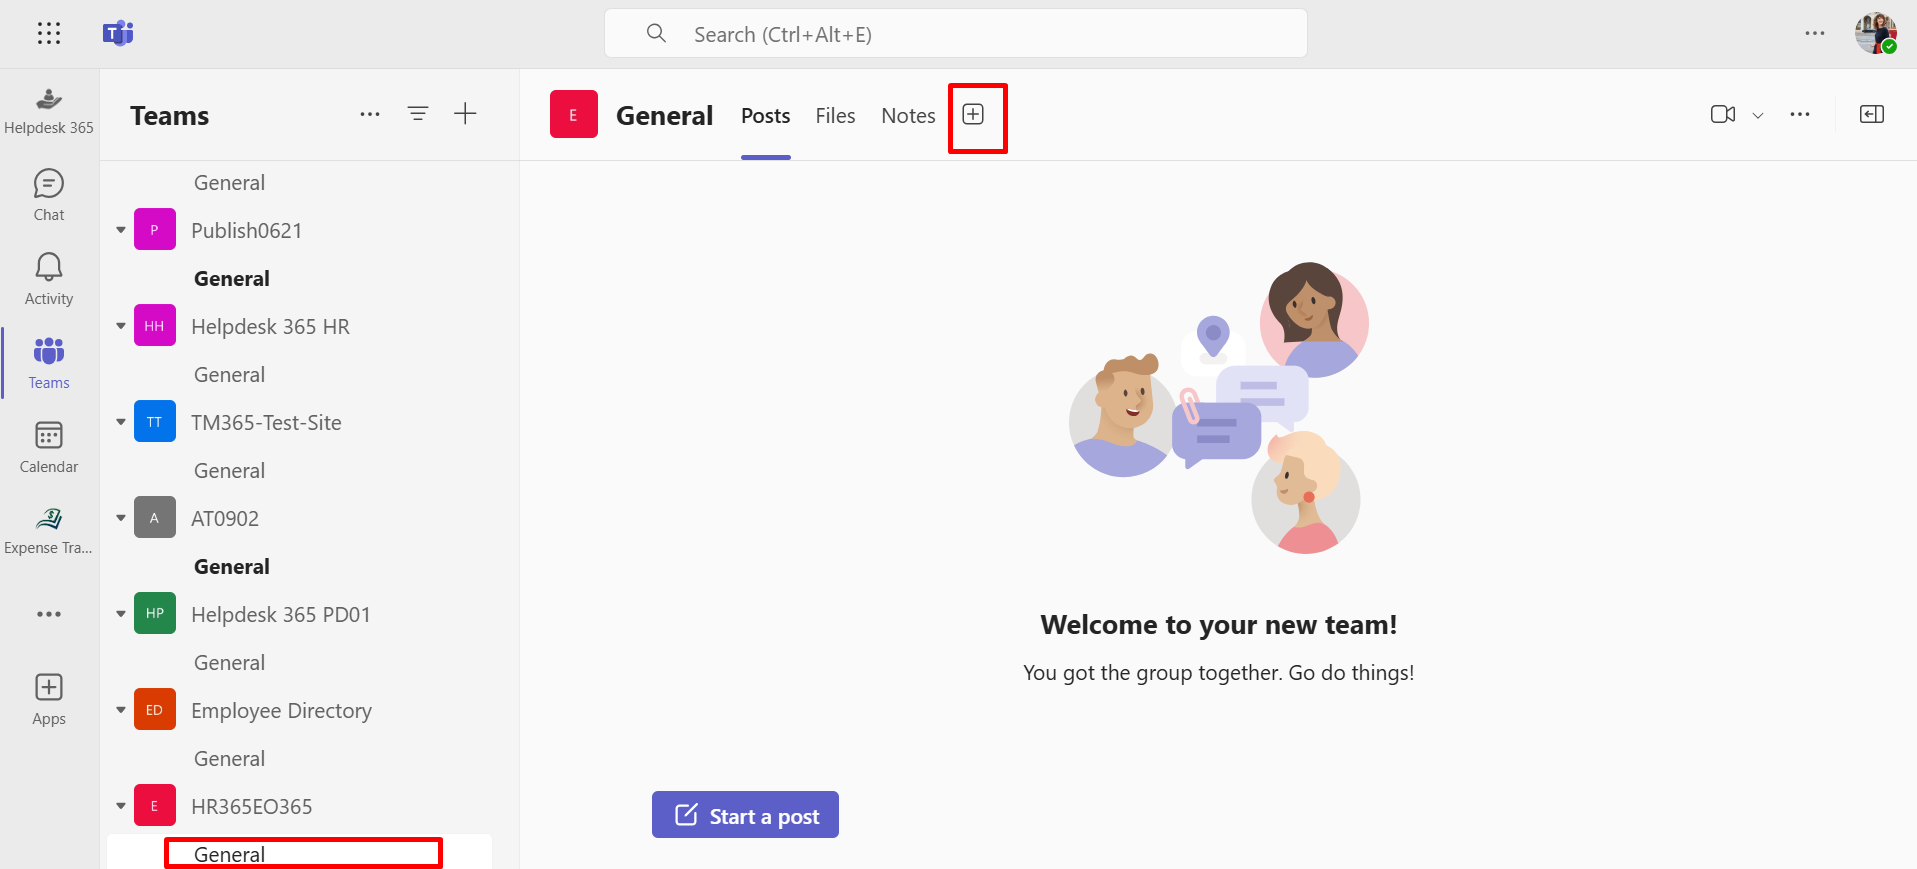 T
Search (Ctrl+Alt+E)
Helpdesk 365
Chat
Activity
Teams
Calendar
Expense Tra...
Apps
Teams
General
P Publish0621
General
HH Helpdesk 365 HR
General
TT TM365-Test-Site
General
A AT0902
General
HP Helpdesk 365 PD01
General
ED Employee Directory
General
E HR365EO365
General
E General Posts Files Notes
Welcome to your new team!
You got the group together. Go do things!
Start a post